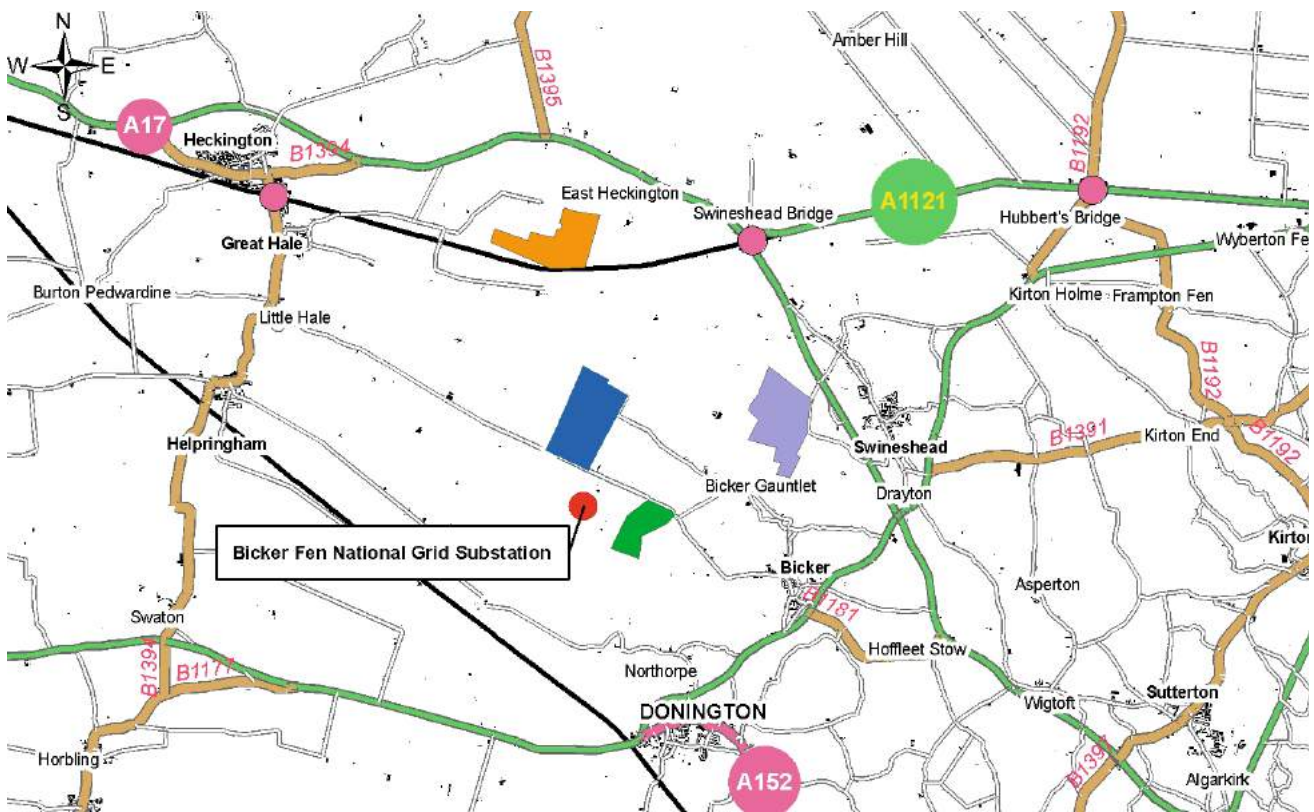 N
Amber Hill
W
E
S
B1395
A17
Heckington
B1394
B1192
East Heckington
A1121
Swineshead Bridge
Hubbert's Bridge
Great Hale
Wyberton Fe
Burton Pedwardine
Kirton Holme
Frampton Fen
Little Hale
B1192
Helpringham
Swineshead
B1391
Kirton End
B1192
Bicker Gauntlet
Drayton
Bicker Fen National Grid Substation
Kirton
Bicker
Asperton
B1181
Swaton
Hoffleet Stow
B1394
B1177
Northorpe
Sutterton
Wigtoft
DONINGTON
Horbling
B1397
A152
Algarkirk